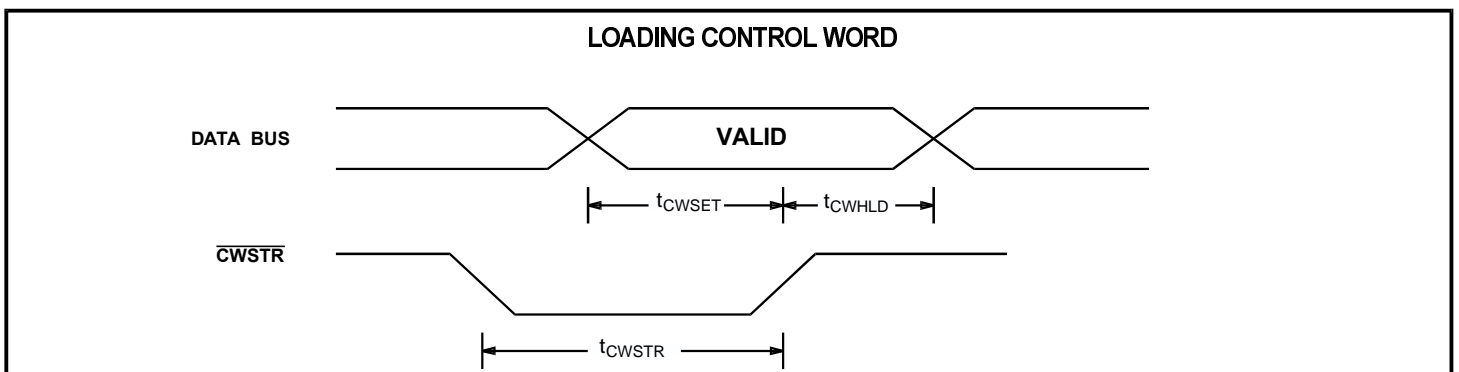 LOADING CONTROL WORD
DATA BUS
VALID
tCWSET
tCWHLD
CWSTR
tCWSTR